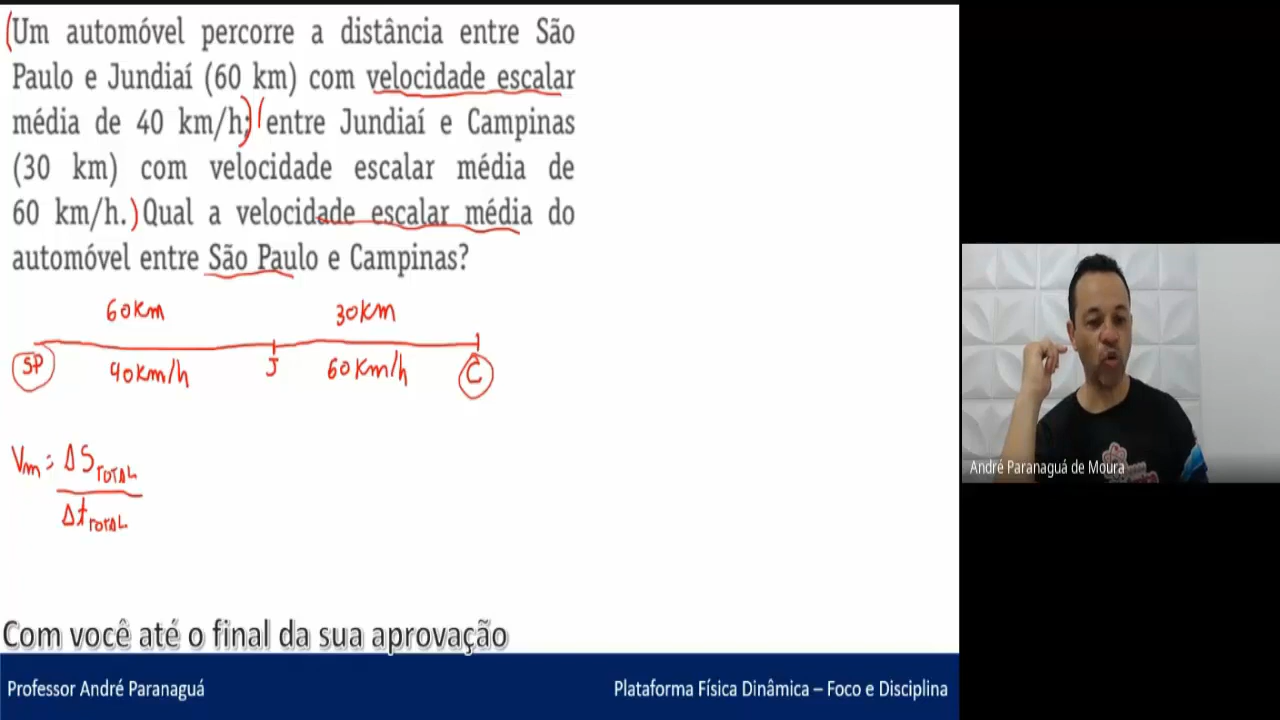 Um automóvel percorre a distância entre São
Paulo e Jundiaí (60 km) com velocidade escalar
média de 40 km/h; entre Jundiaí e Campinas
(30 km) com velocidade escalar média de
60 km/h. Qual a velocidade escalar média do
automóvel entre São Paulo e Campinas?
60km 30km
SP 40km/h J 60km/h C
Vm = ΔS TOTAL
Δt TOTAL
André Paranaguá de Moura
Com você até o final da sua aprovação
Professor André Paranaguá Plataforma Física Dinâmica – Foco e Disciplina